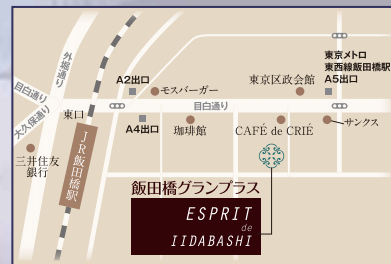 外堀通り
目白通り
大久保通り
東口
三井住友
銀行
JR飯田橋駅
A2出口
モスバーガー
目白通り
A4出口
珈琲館
東京区政会館
東京メトロ
東西線飯田橋駅
A5出口
CAFÉ de CRIÉ
サンクス
飯田橋グランプラス
ESPRIT
de
IIDABASHI